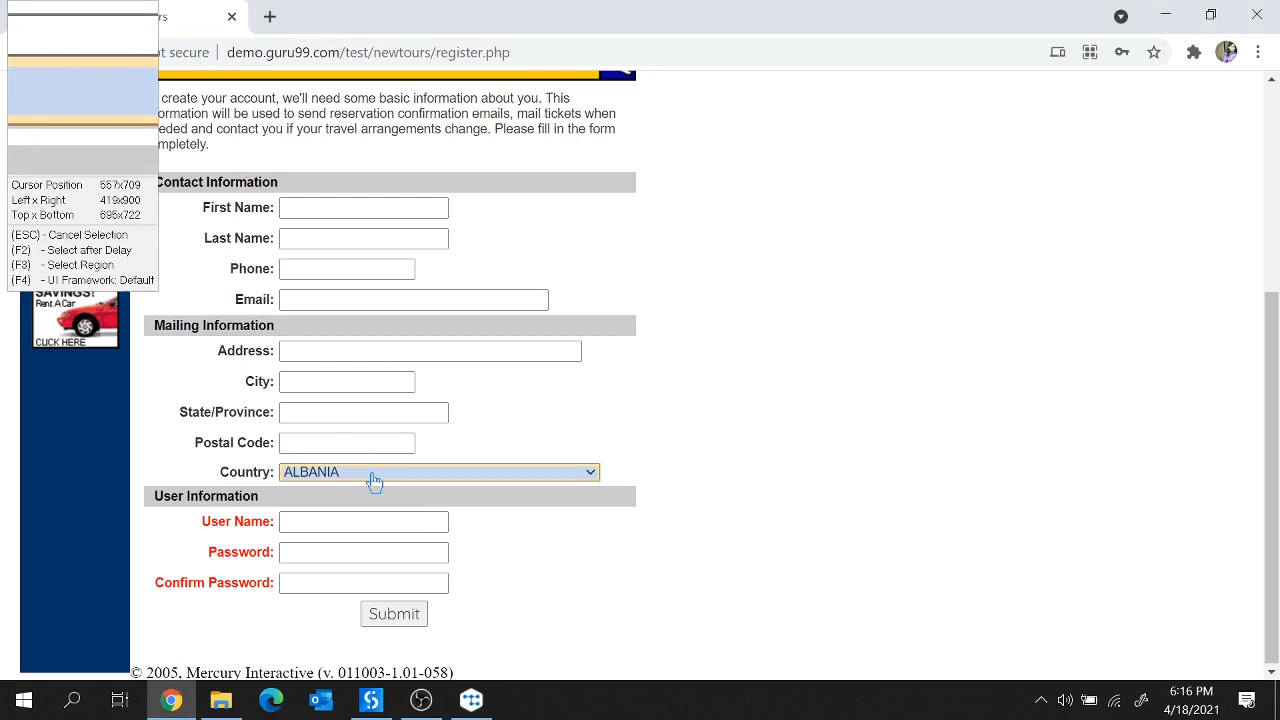 rs
ot secure
demo.guru99.com/test/newtours/register.php
create your account, we'll need some basic information about you. This
ormation will be used to send reservation confirmation emails, mail tickets when
eded and contact you if your travel arrangements change. Please fill in the form
mpletely.
Cursor Position 557x709
Left x Right 419x900
Top x Bottom 695x722
(ESC) - Cancel Selection
(F2) - Select after Delay
(F3) - Select Region
(F4) - UI Framework: Default
SAVINGS!
Rent A Car
CLICK HERE
Contact Information
First Name:
Last Name:
Phone:
Email:
Mailing Information
Address:
City:
State/Province:
Postal Code:
Country: ALBANIA
User Information
User Name:
Password:
Confirm Password:
Submit
© 2005, Mercury Interactive (v. 011003-1.01-058)
6:16 PM
4/18/2021